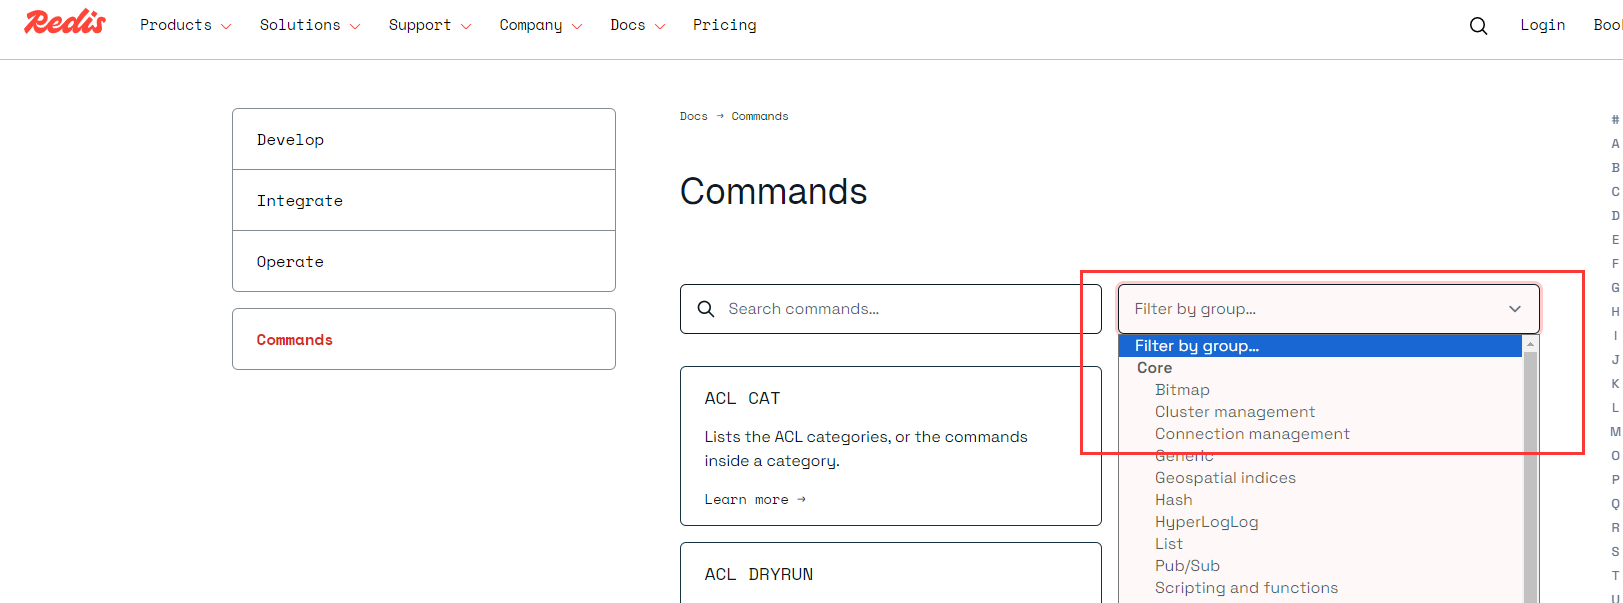 Redis Products Solutions Support Company Docs Pricing Login
Develop
Integrate
Operate
Commands
Docs → Commands
Commands
Search commands...
Filter by group...
Filter by group...
Core
Bitmap
Cluster management
Connection management
Generic
Geospatial indices
Hash
HyperLogLog
List
Pub/Sub
Scripting and functions
ACL CAT
Lists the ACL categories, or the commands
inside a category.
Learn more →
ACL DRYRUN
#
A
B
C
D
E
F
G
H
I
J
K
L
M
O
P
Q
R
S
T
U